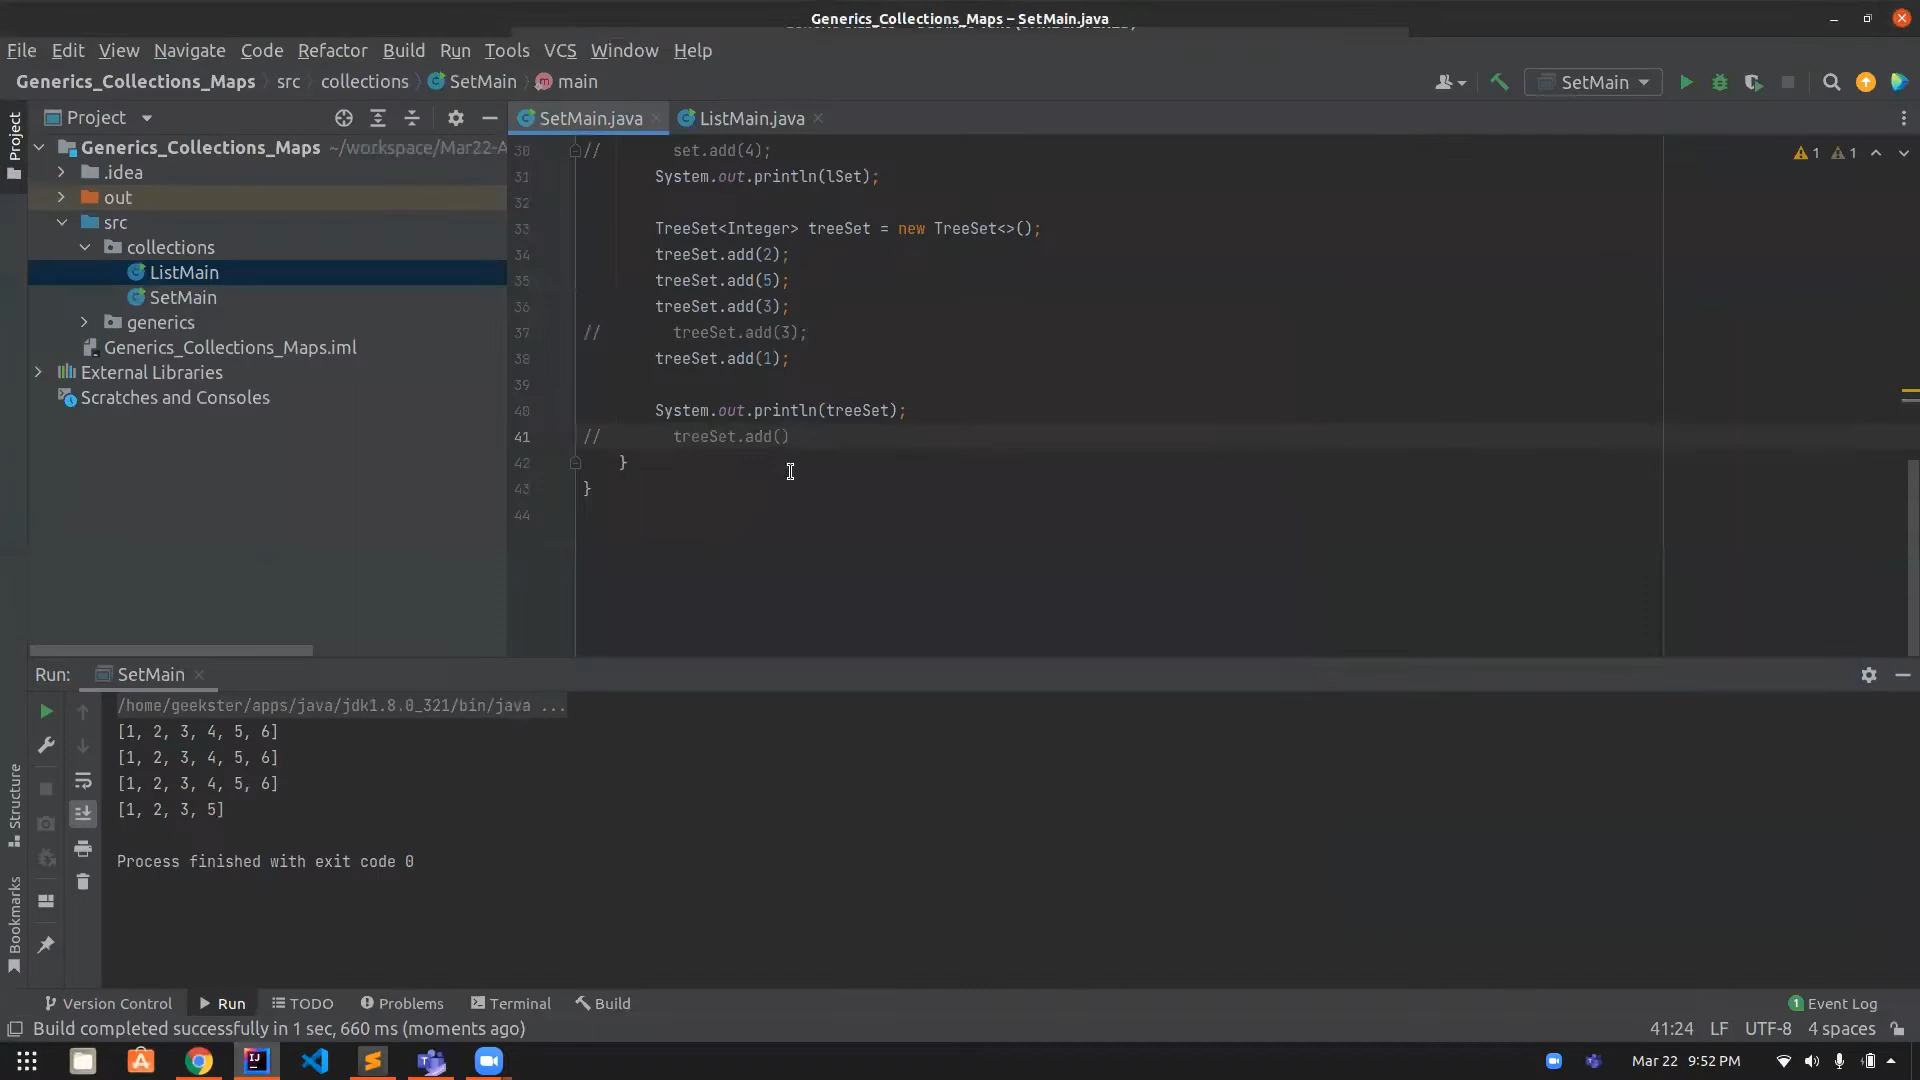 Generics_Collections_Maps – SetMain.java
File Edit View Navigate Code Refactor Build Run Tools VCS Window Help
Generics_Collections_Maps src collections SetMain main
SetMain
Project
SetMain.java
ListMain.java
Project
Generics_Collections_Maps ~/workspace/Mar22-A
.idea
out
src
collections
ListMain
SetMain
generics
Generics_Collections_Maps.iml
External Libraries
Scratches and Consoles
1 1
30 // set.add(4);
31 System.out.println(lSet);
32
33 TreeSet<Integer> treeSet = new TreeSet<>();
34 treeSet.add(2);
35 treeSet.add(5);
36 treeSet.add(3);
37 // treeSet.add(3);
38 treeSet.add(1);
39
40 System.out.println(treeSet);
41 // treeSet.add()
42 }
43 }
44
Run: SetMain
/home/geekster/apps/java/jdk1.8.0_321/bin/java ...
[1, 2, 3, 4, 5, 6]
[1, 2, 3, 4, 5, 6]
[1, 2, 3, 4, 5, 6]
[1, 2, 3, 5]
Process finished with exit code 0
Structure
Bookmarks
Version Control Run TODO Problems Terminal Build
1 Event Log
Build completed successfully in 1 sec, 660 ms (moments ago)
41:24 LF UTF-8 4 spaces
Mar 22 9:52 PM